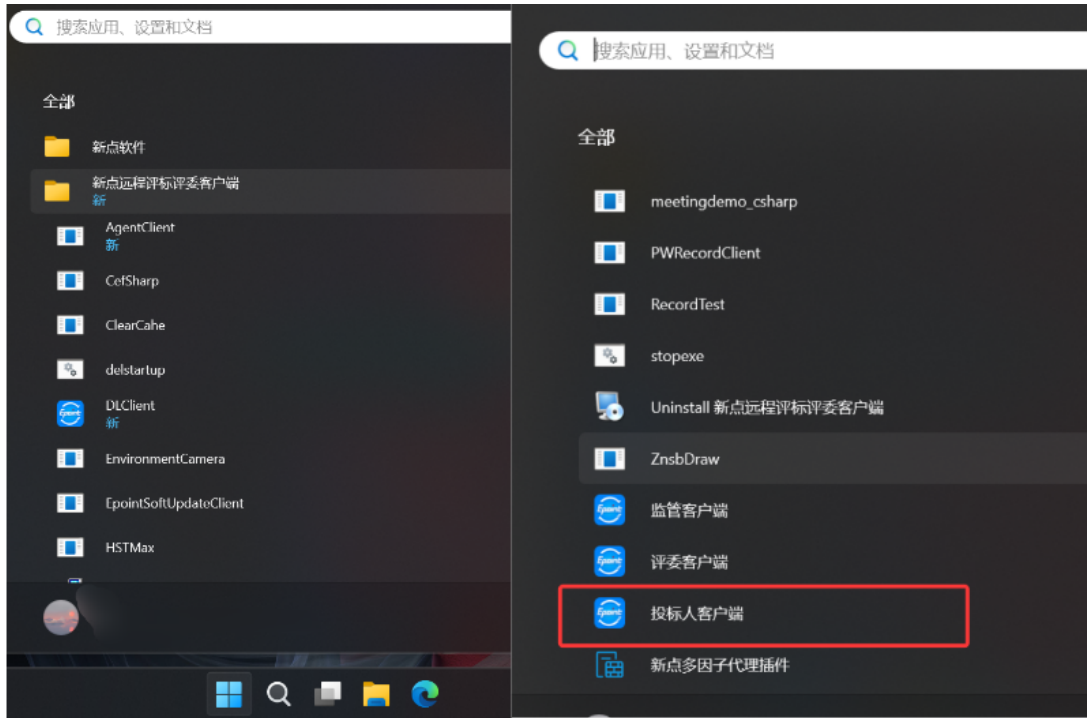 搜索应用、设置和文档
全部
新点软件
新点远程评标评委客户端
新
AgentClient
新
CefSharp
ClearCahe
delstartup
DLClient
新
EnvironmentCamera
EpointSoftUpdateClient
HSTMax
搜索应用、设置和文档
全部
meetingdemo_csharp
PWRecordClient
RecordTest
stopexe
Uninstall 新点远程评标评委客户端
ZnsbDraw
监管客户端
评委客户端
投标人客户端
新点多因子代理插件